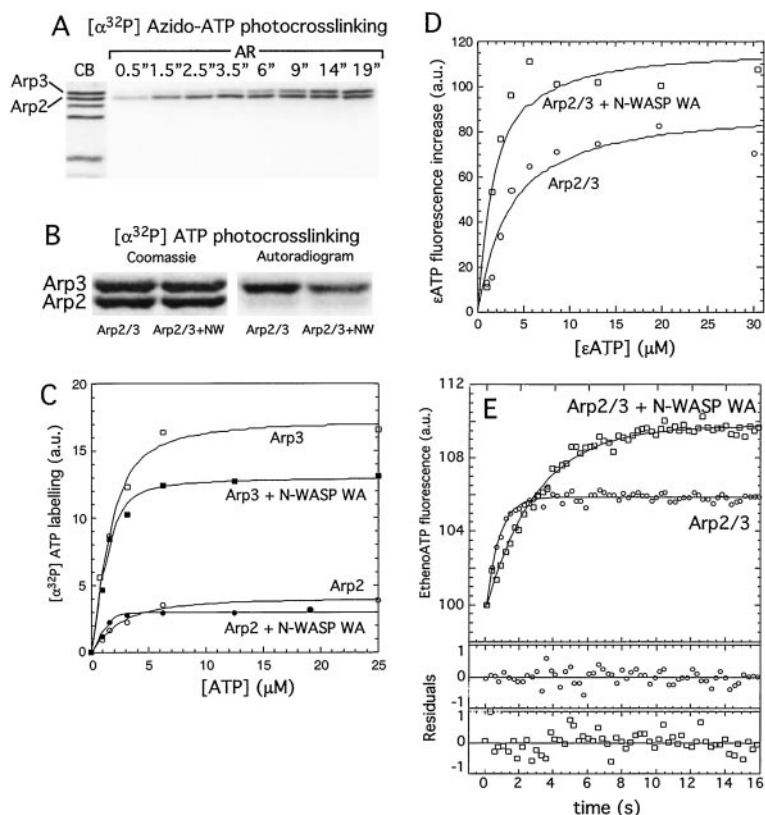 A [α³²P] Azido-ATP photocrosslinking
AR
CB 0.5” 1.5” 2.5” 3.5” 6” 9” 14” 19”
Arp3
Arp2
B [α³²P] ATP photocrosslinking
Coomassie Autoradiogram
Arp3
Arp2
Arp2/3 Arp2/3+NW Arp2/3 Arp2/3+NW
C
20
15
10
5
0
[α³²P] ATP labelling (a.u.)
Arp3
Arp3 + N-WASP WA
Arp2
Arp2 + N-WASP WA
0 5 10 15 20 25
[ATP] (µM)
D
120
100
80
60
40
20
0
εATP fluorescence increase (a.u.)
Arp2/3 + N-WASP WA
Arp2/3
0 5 10 15 20 25 30
[εATP] (µM)
E
112
108
104
100
EthenoATP fluorescence (a.u.)
Arp2/3 + N-WASP WA
Arp2/3
1
0
-1
1
0
-1
Residuals
0 2 4 6 8 10 12 14 16
time (s)